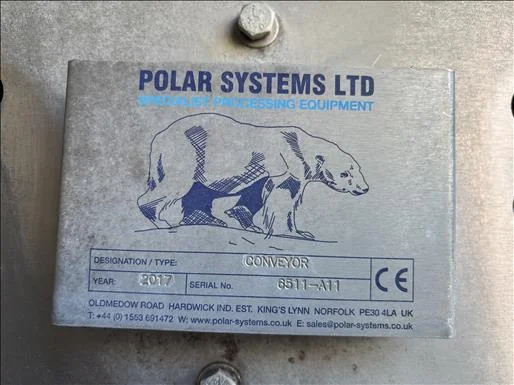 POLAR SYSTEMS LTD
SPECIALIST PROCESSING EQUIPMENT
DESIGNATION / TYPE: CONVEYOR
YEAR: 2017 SERIAL No. 6511-A11 CE
OLDMEDOW ROAD HARDWICK IND. EST. KING'S LYNN NORFOLK PE30 4LA UK
T: +44 (0) 1553 691472 W: www.polar-systems.co.uk E: sales@polar-systems.co.uk